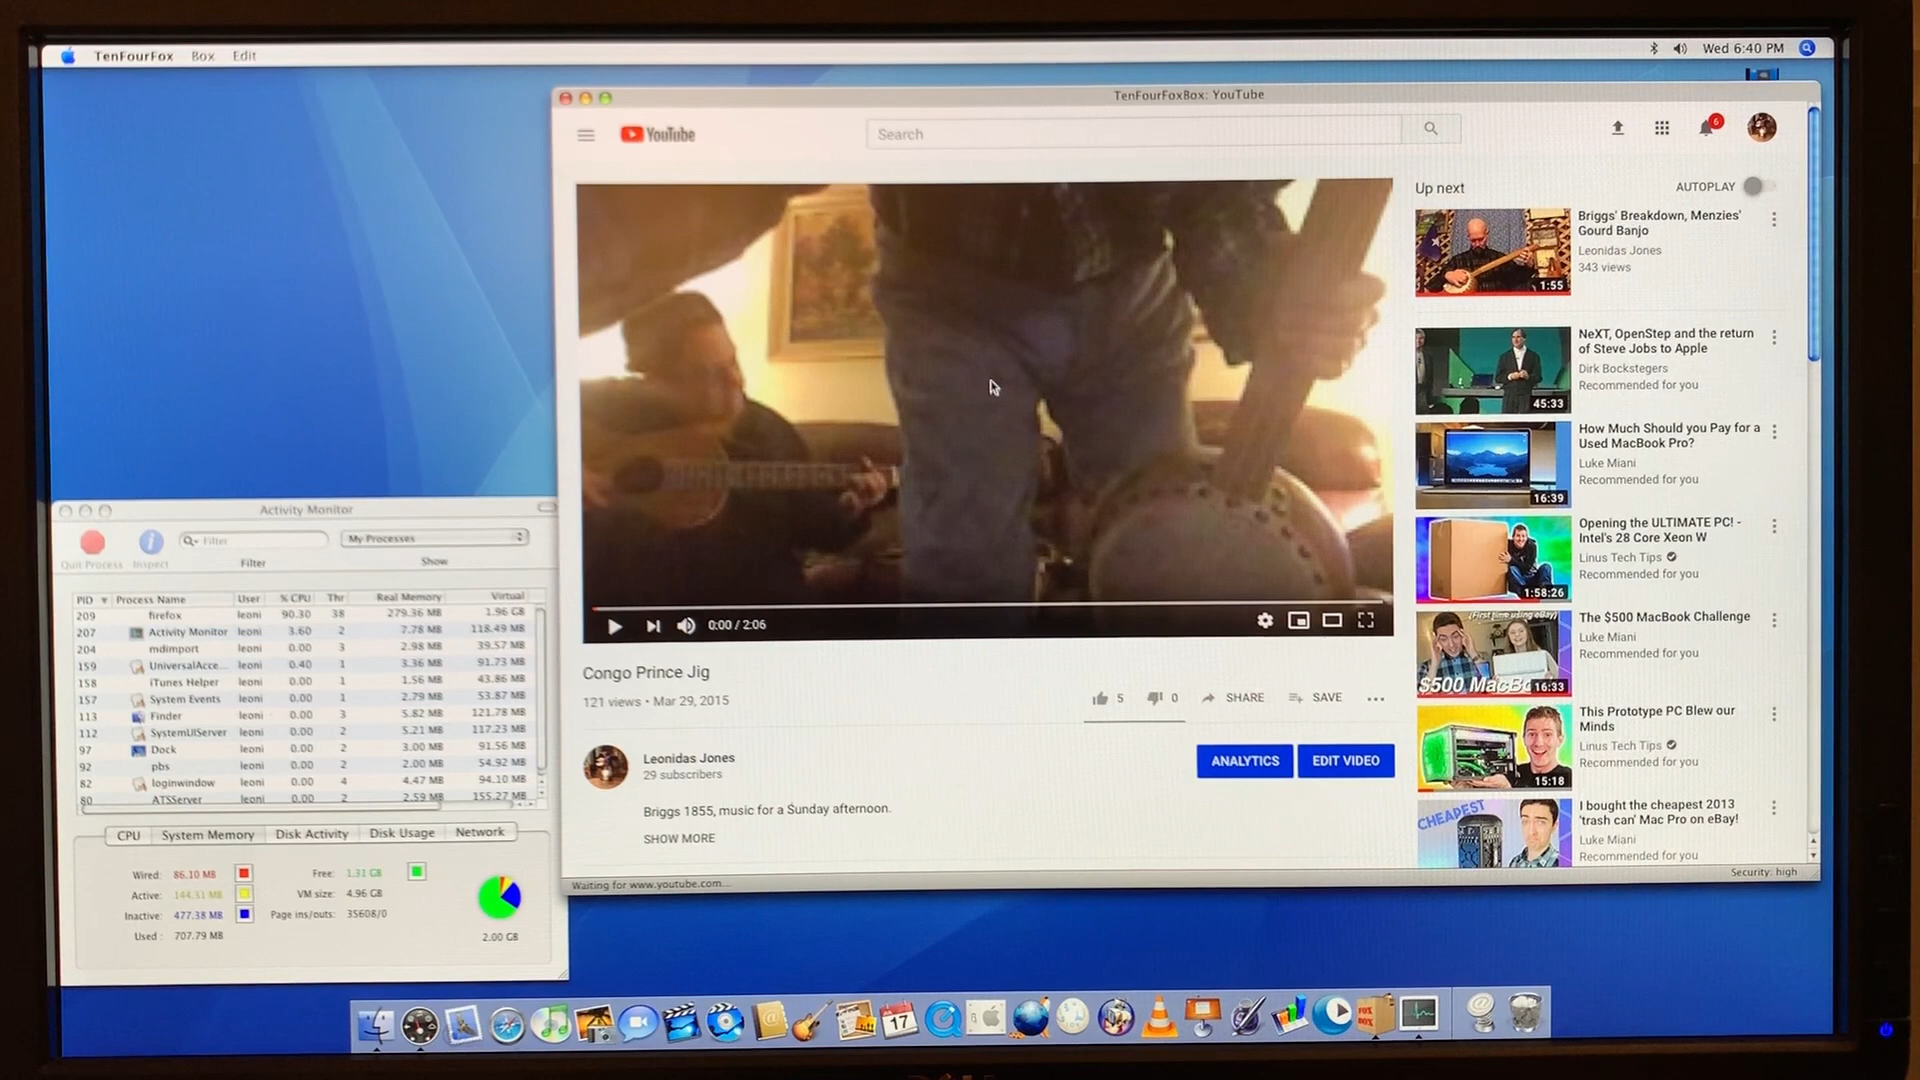 TenFourFox Box Edit
Wed 6:40 PM
TenFourFoxBox: YouTube
YouTube
Search
6
Up next
AUTOPLAY
Briggs' Breakdown, Menzies'
Gourd Banjo
Leonidas Jones
343 views
1:55
NeXT, OpenStep and the return
of Steve Jobs to Apple
Dirk Bockstegers
Recommended for you
45:33
How Much Should you Pay for a
Used MacBook Pro?
Luke Miani
Recommended for you
16:39
Opening the ULTIMATE PC! -
Intel's 28 Core Xeon W
Linus Tech Tips
Recommended for you
1:58:26
(First time using eBay)
The $500 MacBook Challenge
Luke Miani
Recommended for you
$500 MacBo
16:33
This Prototype PC Blew our
Minds
Linus Tech Tips
Recommended for you
15:18
CHEAPEST
I bought the cheapest 2013
'trash can' Mac Pro on eBay!
Luke Miani
Recommended for you
0:00 / 2:06
Congo Prince Jig
121 views • Mar 29, 2015
5 0 SHARE SAVE
Leonidas Jones
29 subscribers
ANALYTICS EDIT VIDEO
Briggs 1855, music for a Sunday afternoon.
SHOW MORE
Waiting for www.youtube.com...
Security: high
Activity Monitor
Filter
My Processes
Quit Process Inspect Filter Show
PID Process Name User % CPU Thr Real Memory Virtual
209 firefox leoni 90.30 38 279.36 MB 1.96 GB
207 Activity Monitor leoni 3.60 2 7.78 MB 118.49 MB
204 mdimport leoni 0.00 3 2.98 MB 39.57 MB
159 UniversalAcce... leoni 0.40 1 3.36 MB 91.73 MB
158 iTunes Helper leoni 0.00 1 1.56 MB 43.86 MB
157 System Events leoni 0.00 1 2.79 MB 53.87 MB
113 Finder leoni 0.00 3 5.82 MB 121.78 MB
112 SystemUIServer leoni 0.00 2 5.21 MB 117.23 MB
97 Dock leoni 0.00 2 3.00 MB 91.56 MB
92 pbs leoni 0.00 2 2.00 MB 54.92 MB
82 loginwindow leoni 0.00 4 4.47 MB 94.10 MB
80 ATSServer leoni 0.00 2 2.59 MB 155.27 MB
CPU System Memory Disk Activity Disk Usage Network
Wired: 86.10 MB Free: 1.31 GB
Active: 144.31 MB VM size: 4.96 GB
Inactive: 477.38 MB Page ins/outs: 35608/0
Used: 707.79 MB
2.00 GB
17
FOX
BOX